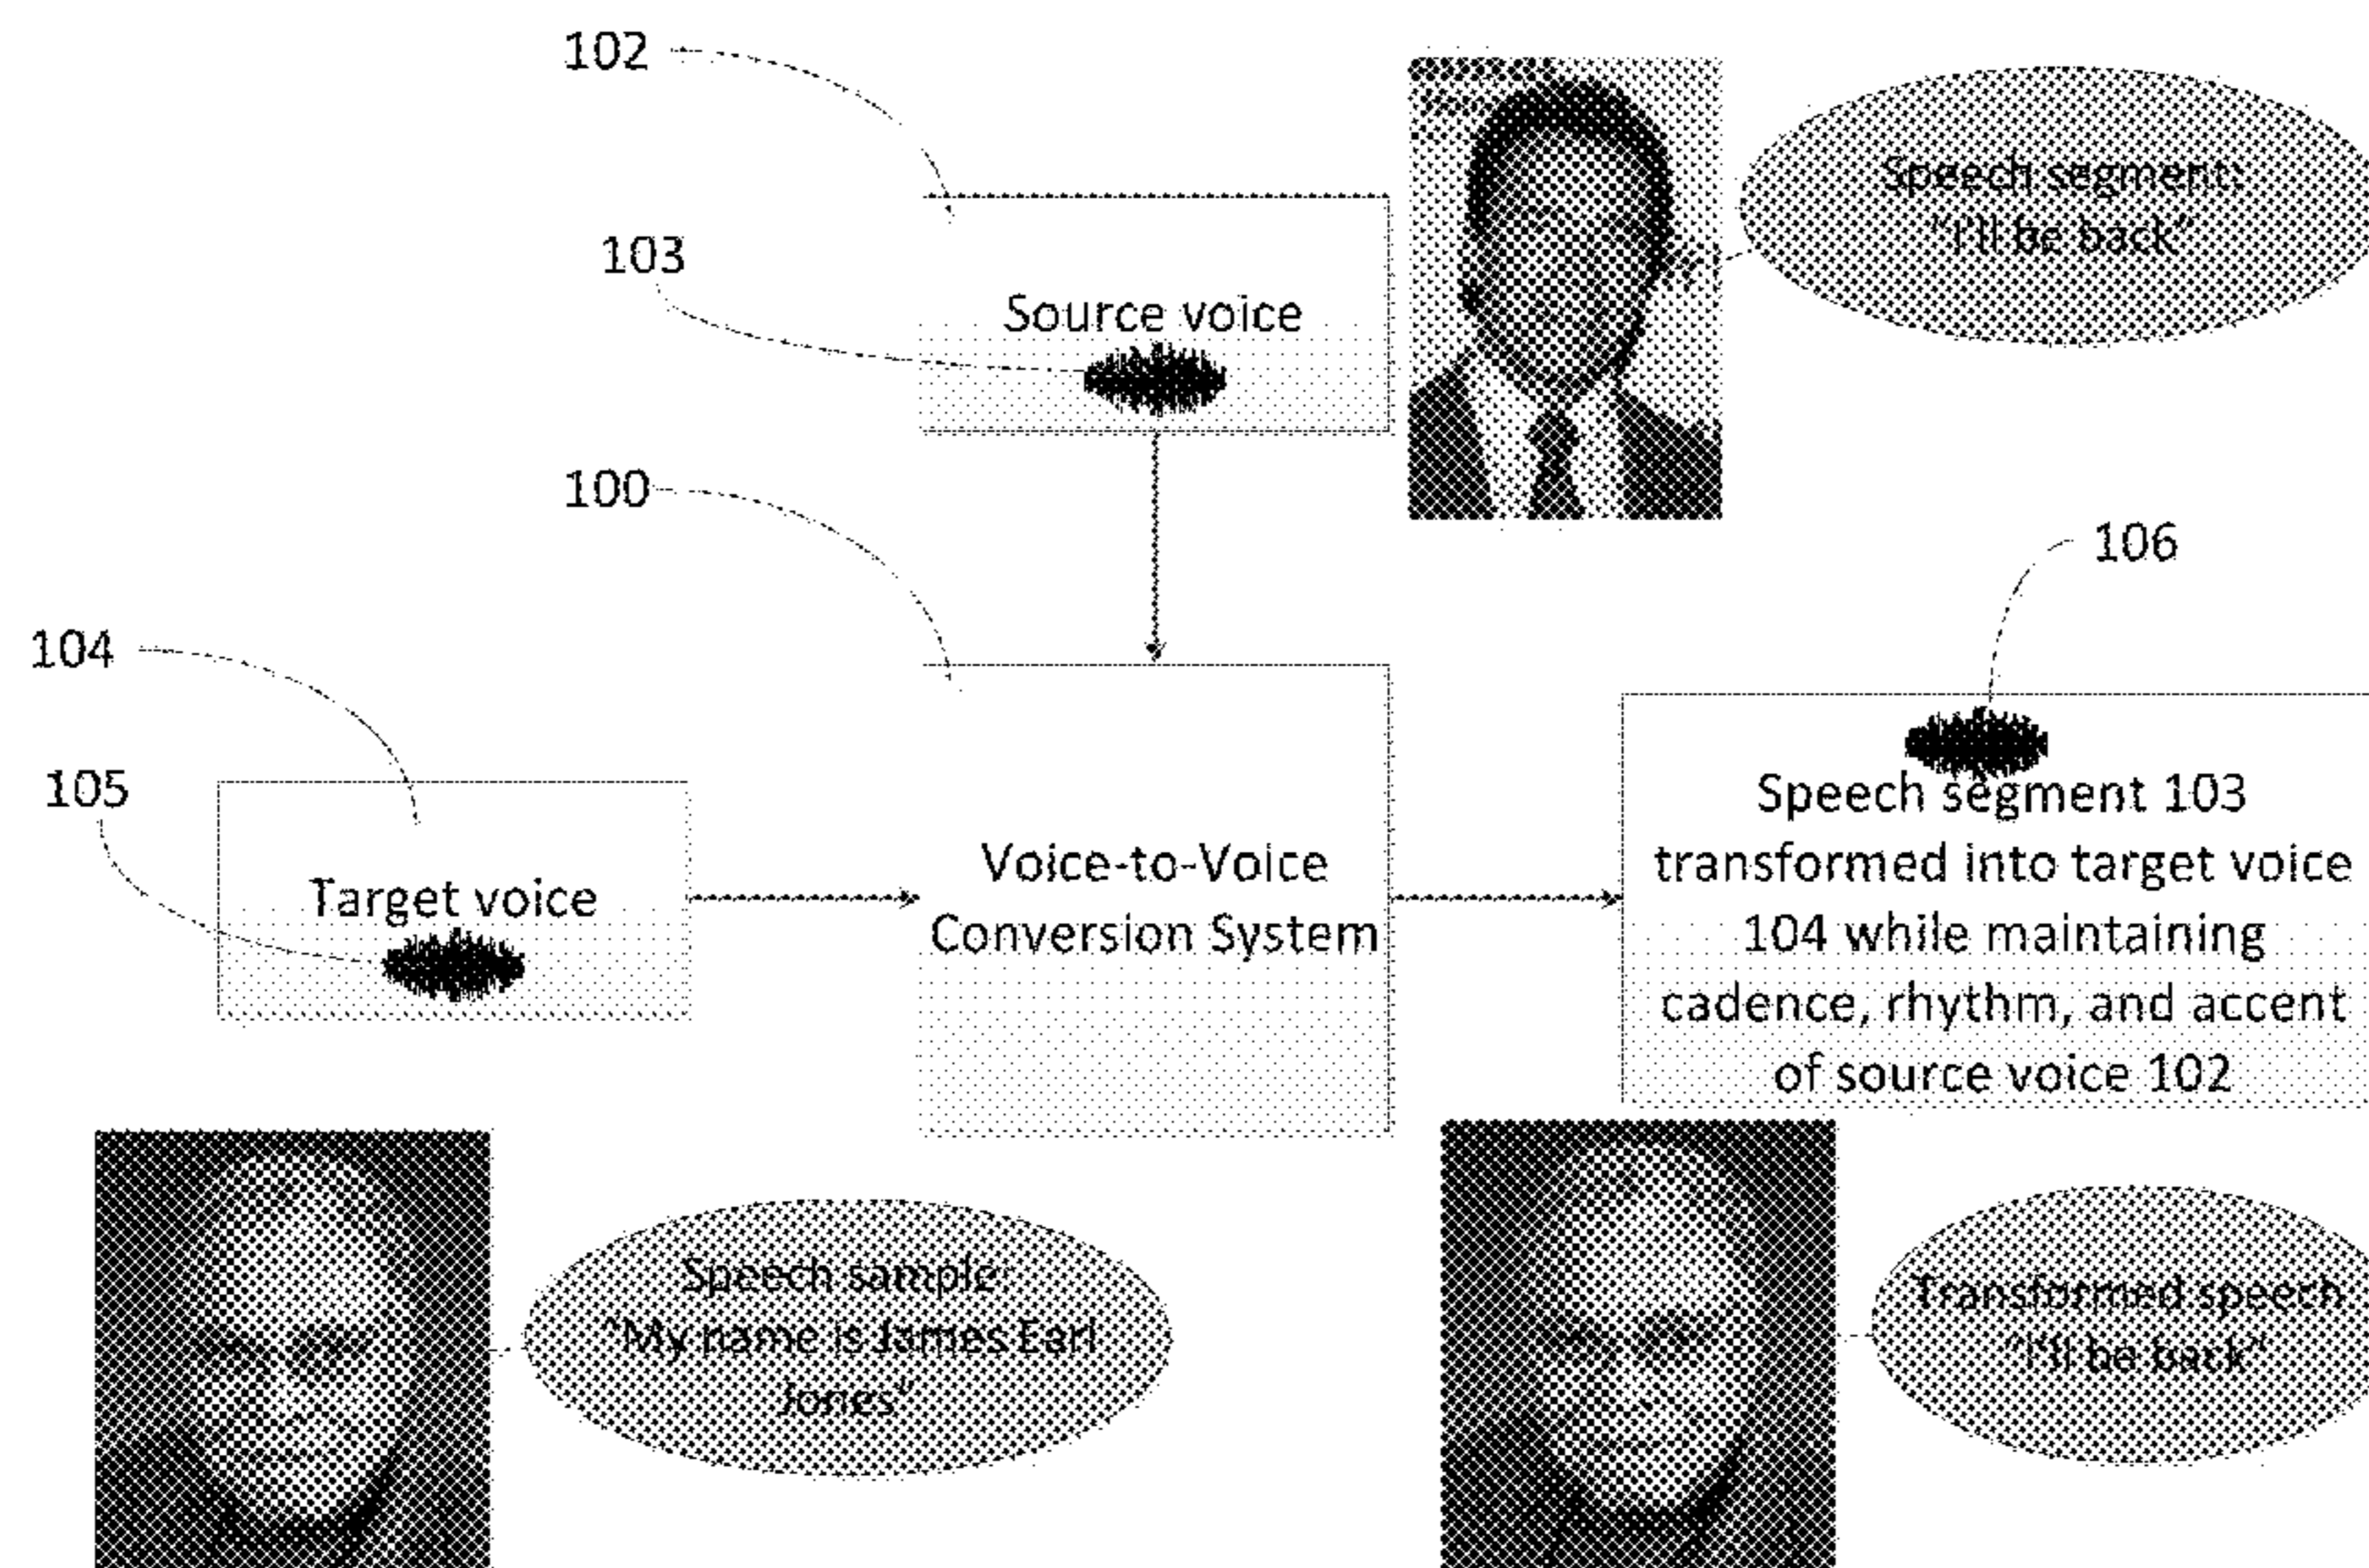 102
Speech segment:
"I'll be back"
103
Source voice
100
106
104
105
Target voice
Voice-to-Voice
Conversion System
Speech segment 103
transformed into target voice
104 while maintaining
cadence, rhythm, and accent
of source voice 102
Speech sample:
"My name is James Earl
Jones"
Transformed speech
"I'll be back"